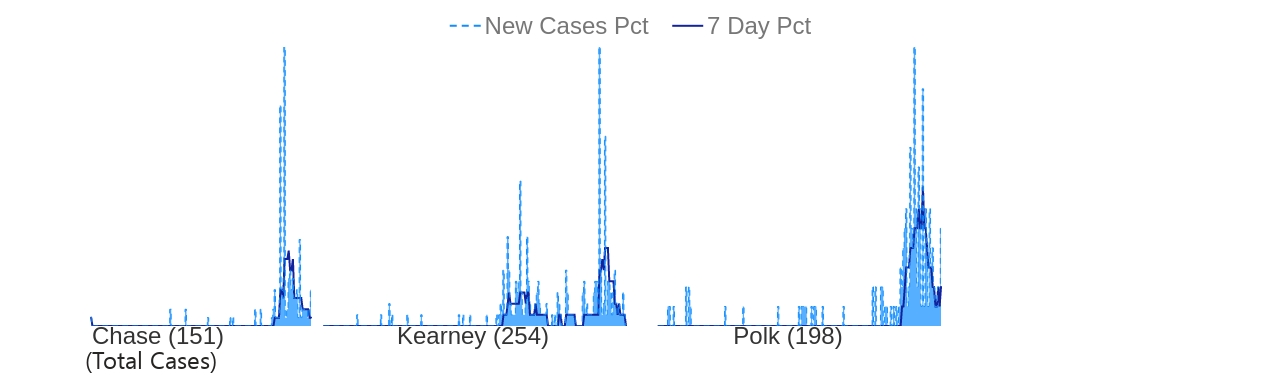 New Cases Pct 7 Day Pct
Chase (151) Kearney (254) Polk (198)
(Total Cases)